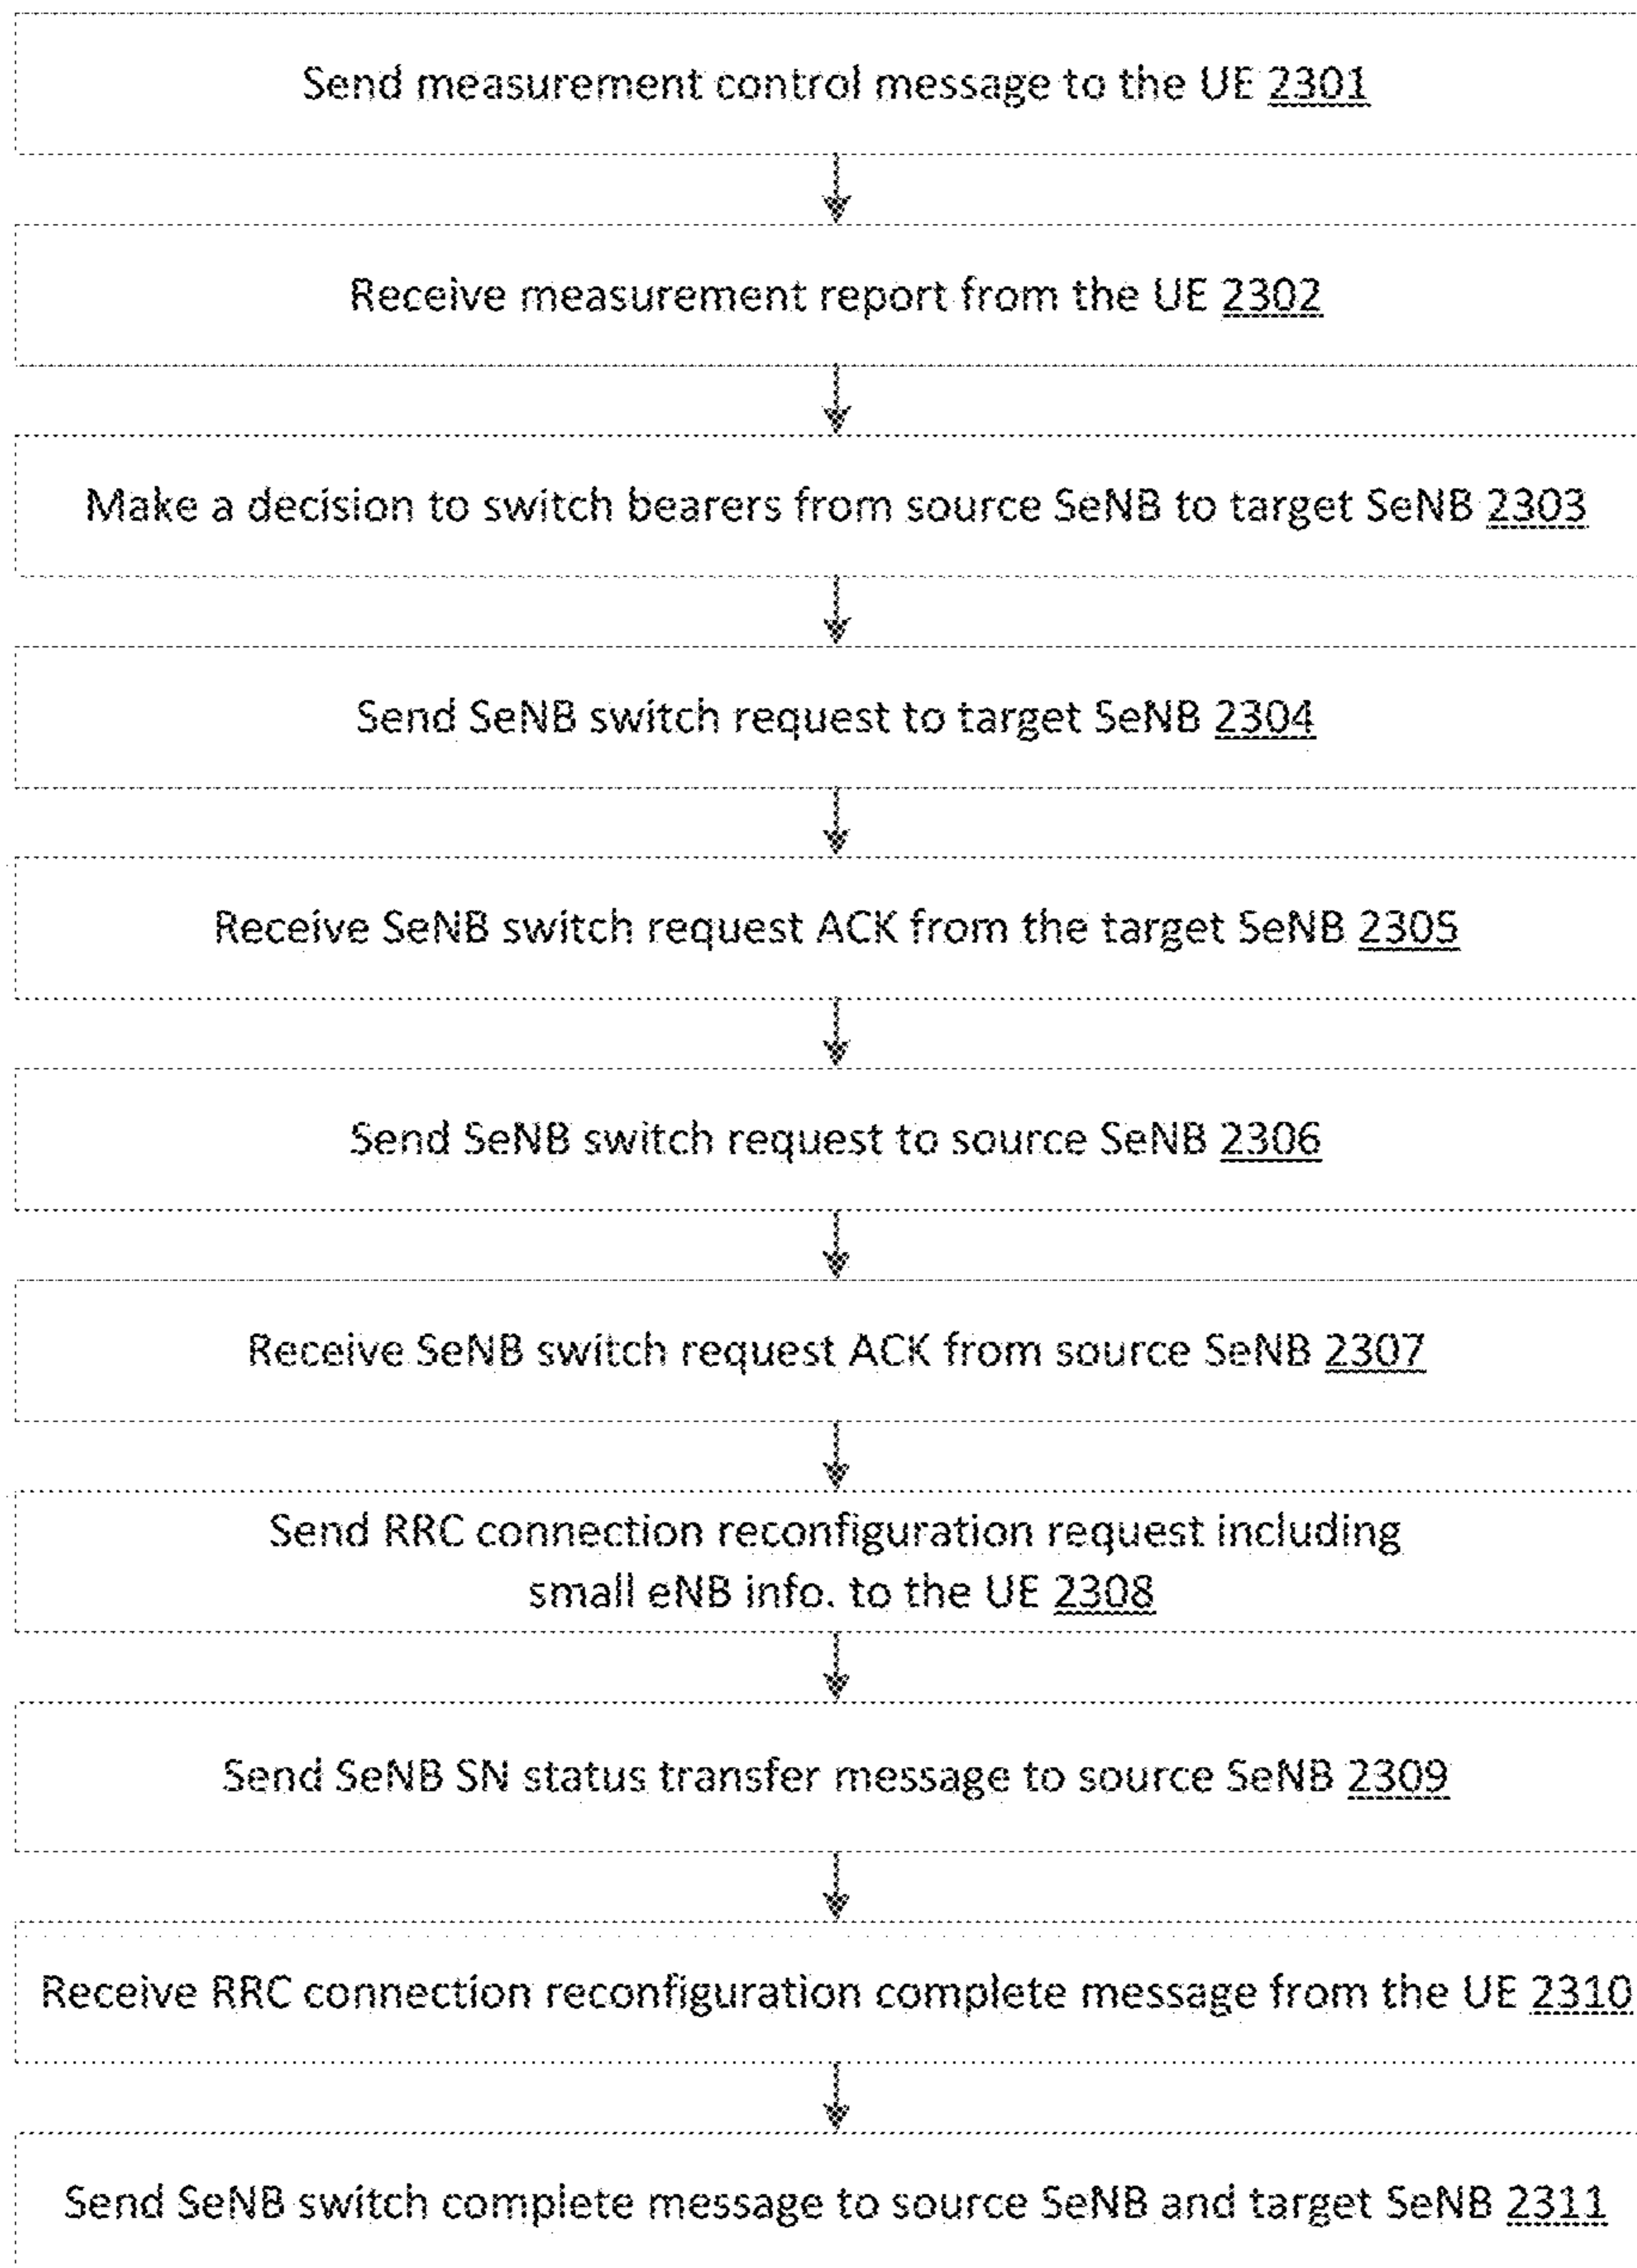 Send measurement control message to the UE 2301
Receive measurement report from the UE 2302
Make a decision to switch bearers from source SeNB to target SeNB 2303
Send SeNB switch request to target SeNB 2304
Receive SeNB switch request ACK from the target SeNB 2305
Send SeNB switch request to source SeNB 2306
Receive SeNB switch request ACK from source SeNB 2307
Send RRC connection reconfiguration request including
small eNB info. to the UE 2308
Send SeNB SN status transfer message to source SeNB 2309
Receive RRC connection reconfiguration complete message from the UE 2310
Send SeNB switch complete message to source SeNB and target SeNB 2311